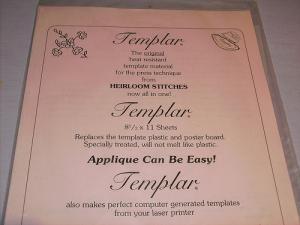 Templar®
The original
heat resistant
template material
for the press technique
from
HEIRLOOM STITCHES
now all in one!
Templar®
8½ x 11 Sheets
Replaces the template plastic and poster board.
Specially treated, will not melt like plastic.
Applique Can Be Easy!
Templar®
also makes perfect computer generated templates
from your laser printer